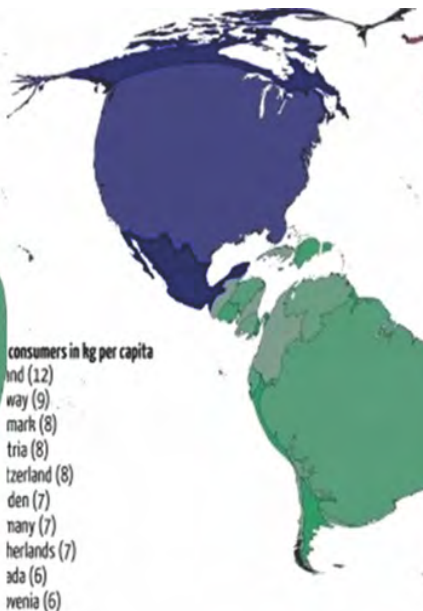 consumers in kg per capita
nd (12)
way (9)
mark (8)
tria (8)
tzerland (8)
den (7)
many (7)
herlands (7)
ada (6)
venia (6)